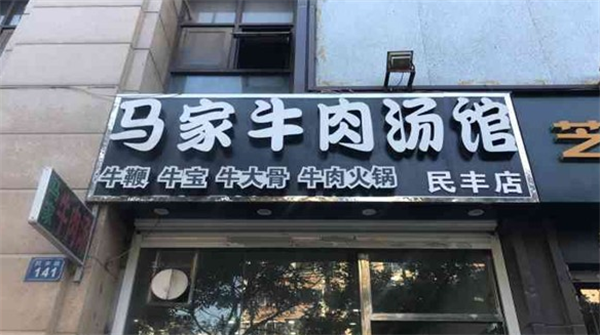 马家牛肉汤馆
牛鞭 牛宝 牛大骨 牛肉火锅 民丰店
141